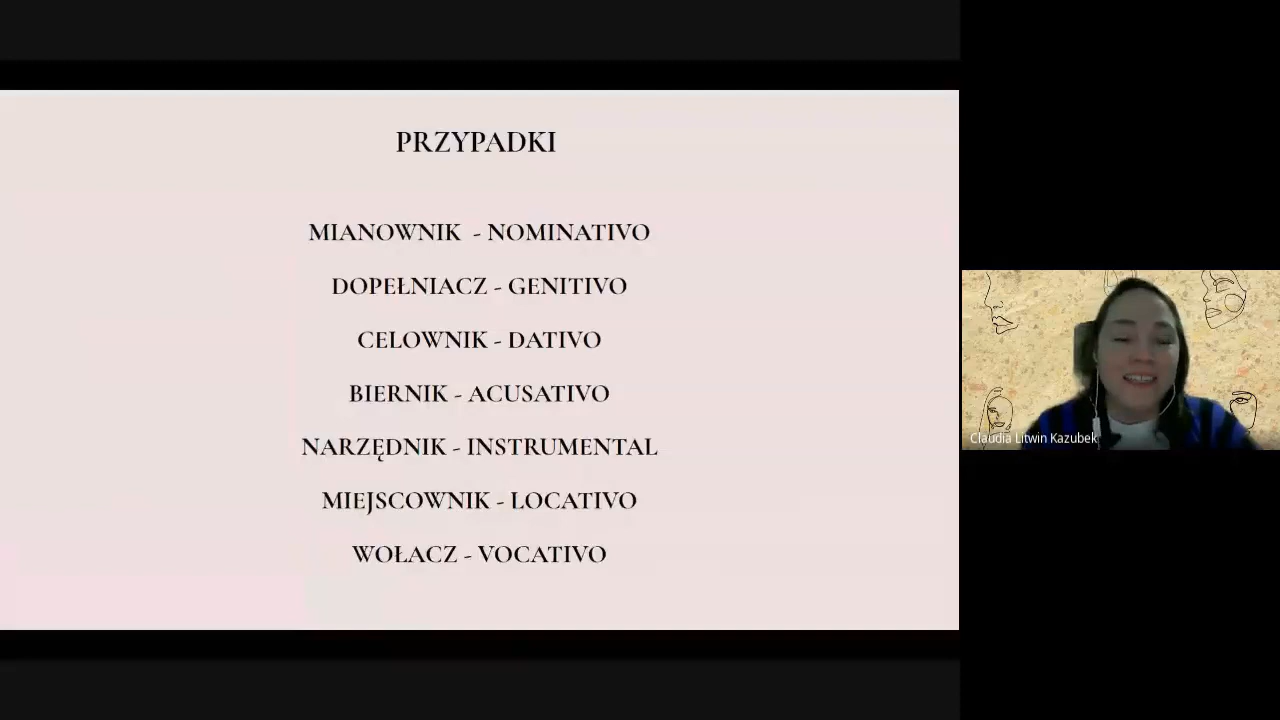 PRZYPADKI
MIANOWNIK - NOMINATIVO
DOPEŁNIACZ - GENITIVO
CELOWNIK - DATIVO
BIERNIK - ACUSATIVO
NARZĘDNIK - INSTRUMENTAL
MIEJSCOWNIK - LOCATIVO
WOŁACZ - VOCATIVO
Claudia Litwin Kazubek